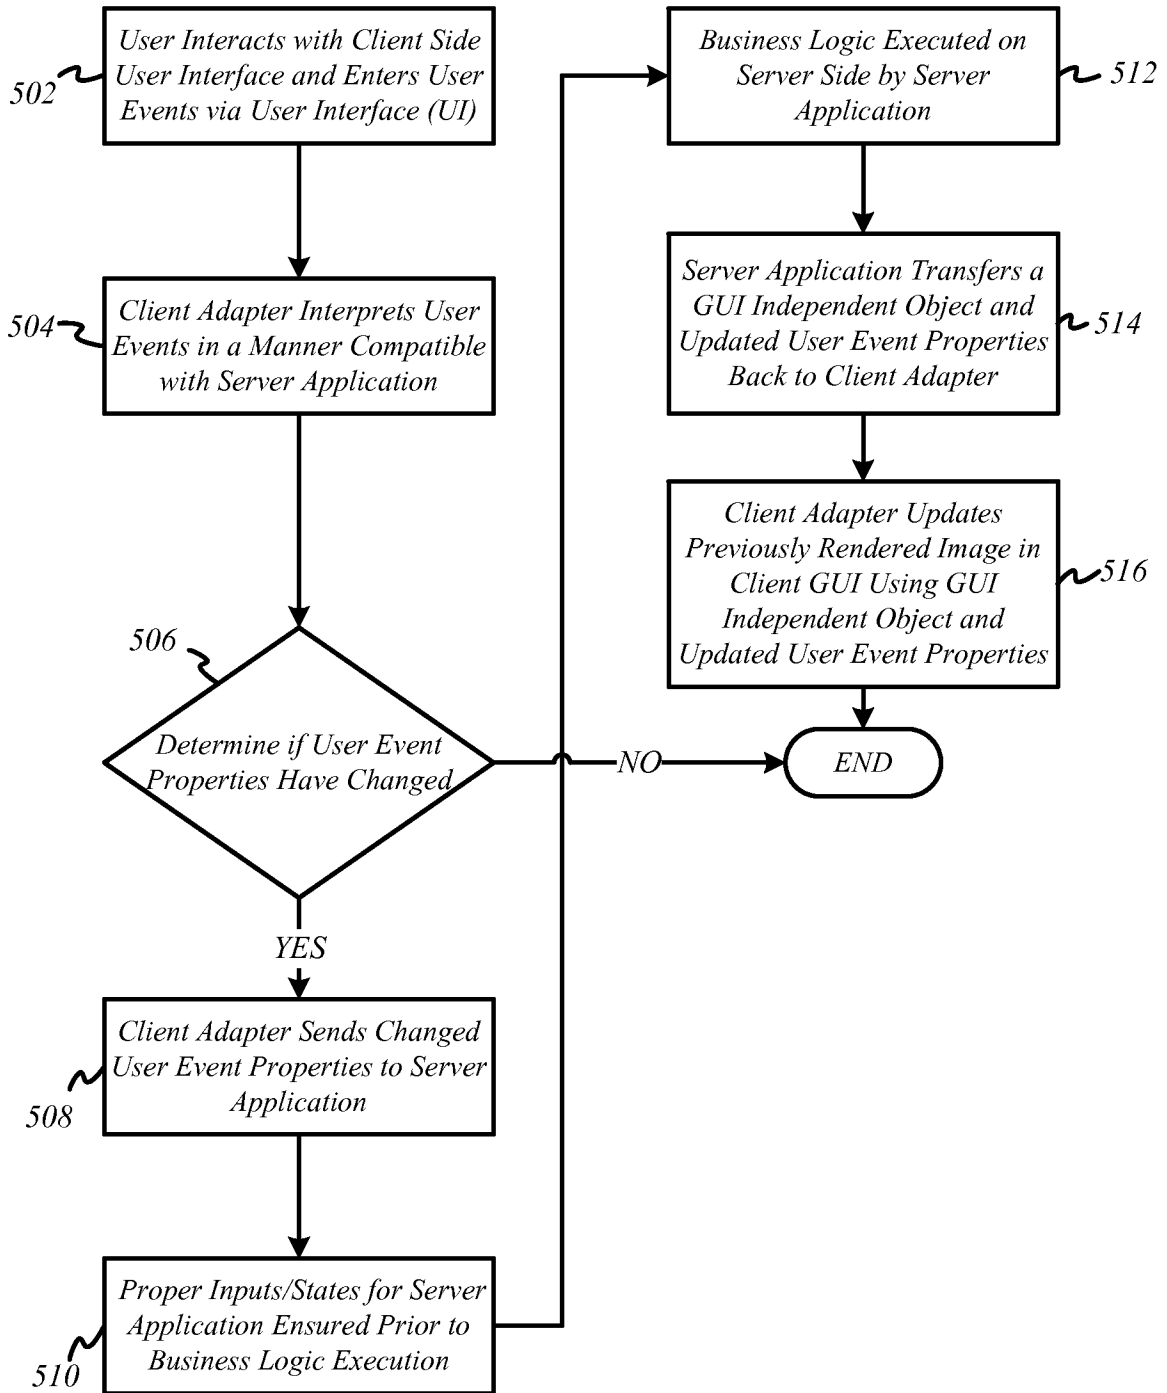 502
User Interacts with Client Side
User Interface and Enters User
Events via User Interface (UI)
504
Client Adapter Interprets User
Events in a Manner Compatible
with Server Application
506
Determine if User Event
Properties Have Changed
NO
YES
508
Client Adapter Sends Changed
User Event Properties to Server
Application
510
Proper Inputs/States for Server
Application Ensured Prior to
Business Logic Execution
Business Logic Executed on
Server Side by Server
Application
512
Server Application Transfers a
GUI Independent Object and
Updated User Event Properties
Back to Client Adapter
514
Client Adapter Updates
Previously Rendered Image in
Client GUI Using GUI
Independent Object and
Updated User Event Properties
516
END